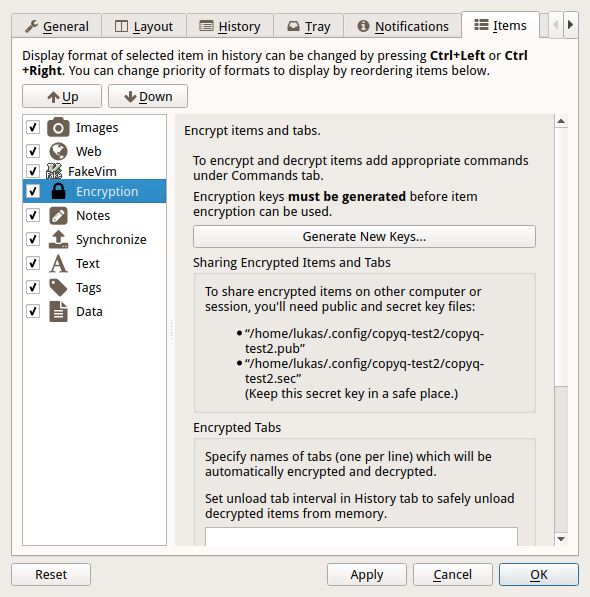 General
Layout
History
Tray
Notifications
Items
Display format of selected item in history can be changed by pressing Ctrl+Left or Ctrl
+Right. You can change priority of formats to display by reordering items below.
Up
Down
Images
Web
FakeVim
Encryption
Notes
Synchronize
Text
Tags
Data
Encrypt items and tabs.
To encrypt and decrypt items add appropriate commands
under Commands tab.
Encryption keys must be generated before item
encryption can be used.
Generate New Keys...
Sharing Encrypted Items and Tabs
To share encrypted items on other computer or
session, you'll need public and secret key files:
•“/home/lukas/.config/copyq-test2/copyq-
test2.pub”
•“/home/lukas/.config/copyq-test2/copyq-
test2.sec”
(Keep this secret key in a safe place.)
Encrypted Tabs
Specify names of tabs (one per line) which will be
automatically encrypted and decrypted.
Set unload tab interval in History tab to safely unload
decrypted items from memory.
Reset
Apply
Cancel
OK